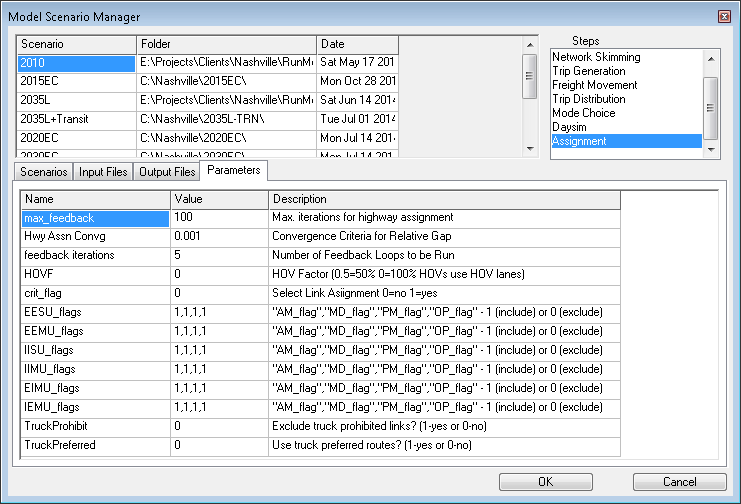 Model Scenario Manager
Scenario Folder Date
2010 E:\Projects\Clients\Nashville\RunMo Sat May 17 201
2015EC C:\Nashville\2015EC\ Mon Oct 28 201
2035L E:\Projects\Clients\Nashville\RunMo Sat Jun 14 2014
2035L+Transit C:\Nashville\2035L-TRN\ Tue Jul 01 2014
2020EC C:\Nashville\2020EC\ Mon Jul 14 2014
Steps
Network Skimming
Trip Generation
Freight Movement
Trip Distribution
Mode Choice
Daysim
Assignment
Scenarios Input Files Output Files Parameters
Name Value Description
max_feedback 100 Max. iterations for highway assignment
Hwy Assn Convg 0.001 Convergence Criteria for Relative Gap
feedback iterations 5 Number of Feedback Loops to be Run
HOVF 0 HOV Factor (0.5=50% 0=100% HOVs use HOV lanes)
crit_flag 0 Select Link Asiignment 0=no 1=yes
EESU_flags 1,1,1,1 "AM_flag","MD_flag","PM_flag","OP_flag" - 1 (include) or 0 (exclude)
EEMU_flags 1,1,1,1 "AM_flag","MD_flag","PM_flag","OP_flag" - 1 (include) or 0 (exclude)
IISU_flags 1,1,1,1 "AM_flag","MD_flag","PM_flag","OP_flag" - 1 (include) or 0 (exclude)
IIMU_flags 1,1,1,1 "AM_flag","MD_flag","PM_flag","OP_flag" - 1 (include) or 0 (exclude)
EIMU_flags 1,1,1,1 "AM_flag","MD_flag","PM_flag","OP_flag" - 1 (include) or 0 (exclude)
IEMU_flags 1,1,1,1 "AM_flag","MD_flag","PM_flag","OP_flag" - 1 (include) or 0 (exclude)
TruckProhibit 0 Exclude truck prohibited links? (1-yes or 0-no)
TruckPreferred 0 Use truck preferred routes? (1-yes or 0-no)
OK Cancel